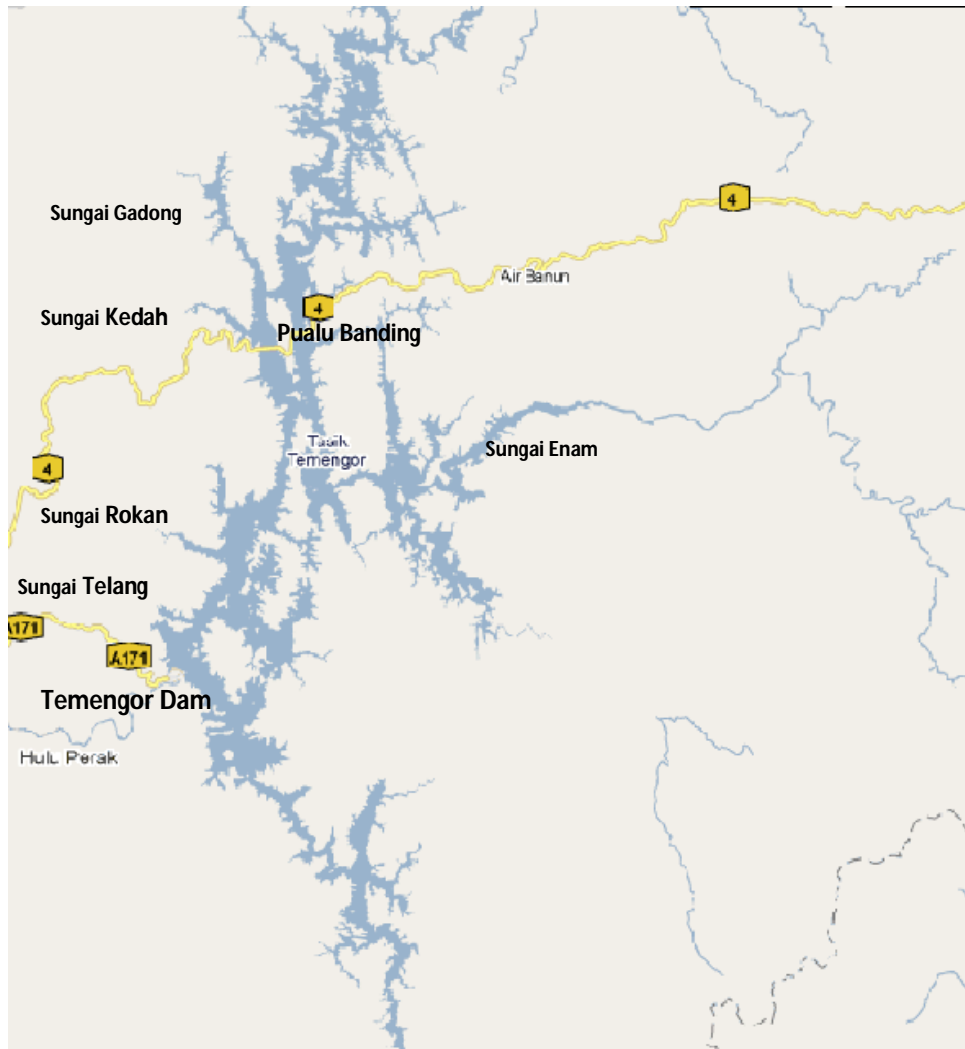 4
Sungai Gadong
Air Banun
Sungai Kedah
4
Pualu Banding
Tasik
Temengor
Sungai Enam
4
Sungai Rokan
Sungai Telang
A171
A171
Temengor Dam
Hulu Perak